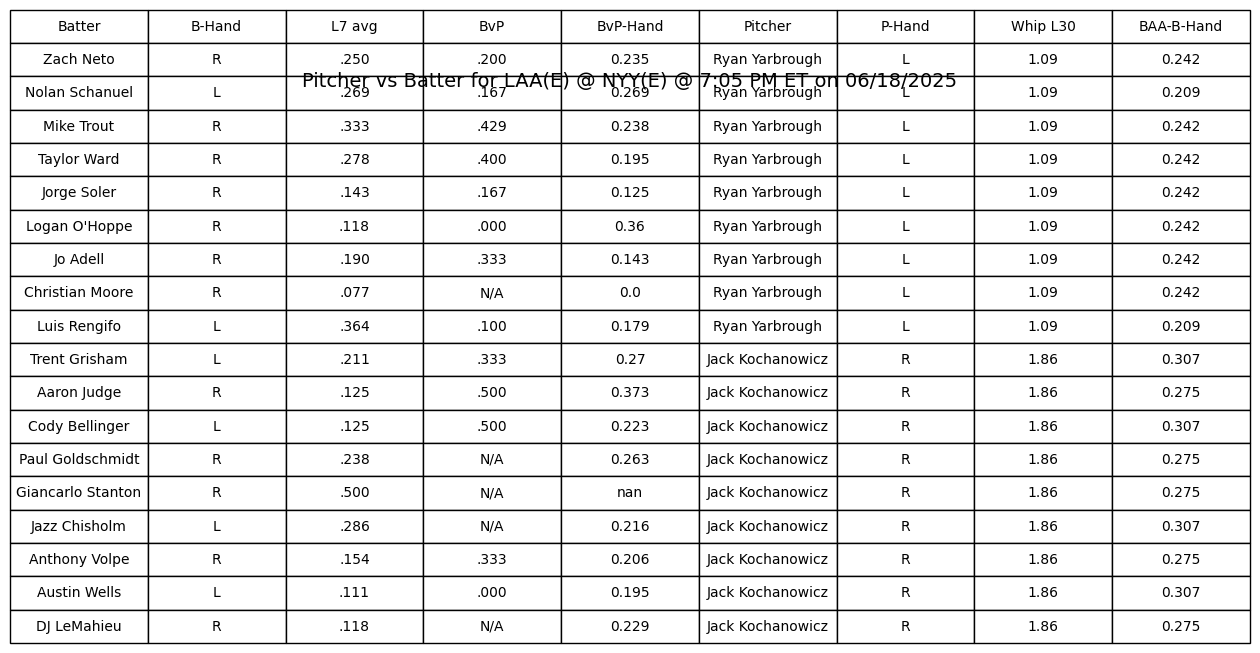 Batter B-Hand L7 avg BvP BvP-Hand Pitcher P-Hand Whip L30 BAA-B-Hand
Zach Neto R .250 .200 0.235 Ryan Yarbrough L 1.09 0.242
Pitcher vs Batter for LAA(E) @ NYY(E) @ 7:05 PM ET on 06/18/2025
Nolan Schanuel L .269 .167 0.269 Ryan Yarbrough L 1.09 0.209
Mike Trout R .333 .429 0.238 Ryan Yarbrough L 1.09 0.242
Taylor Ward R .278 .400 0.195 Ryan Yarbrough L 1.09 0.242
Jorge Soler R .143 .167 0.125 Ryan Yarbrough L 1.09 0.242
Logan O'Hoppe R .118 .000 0.36 Ryan Yarbrough L 1.09 0.242
Jo Adell R .190 .333 0.143 Ryan Yarbrough L 1.09 0.242
Christian Moore R .077 N/A 0.0 Ryan Yarbrough L 1.09 0.242
Luis Rengifo L .364 .100 0.179 Ryan Yarbrough L 1.09 0.209
Trent Grisham L .211 .333 0.27 Jack Kochanowicz R 1.86 0.307
Aaron Judge R .125 .500 0.373 Jack Kochanowicz R 1.86 0.275
Cody Bellinger L .125 .500 0.223 Jack Kochanowicz R 1.86 0.307
Paul Goldschmidt R .238 N/A 0.263 Jack Kochanowicz R 1.86 0.275
Giancarlo Stanton R .500 N/A nan Jack Kochanowicz R 1.86 0.275
Jazz Chisholm L .286 N/A 0.216 Jack Kochanowicz R 1.86 0.307
Anthony Volpe R .154 .333 0.206 Jack Kochanowicz R 1.86 0.275
Austin Wells L .111 .000 0.195 Jack Kochanowicz R 1.86 0.307
DJ LeMahieu R .118 N/A 0.229 Jack Kochanowicz R 1.86 0.275